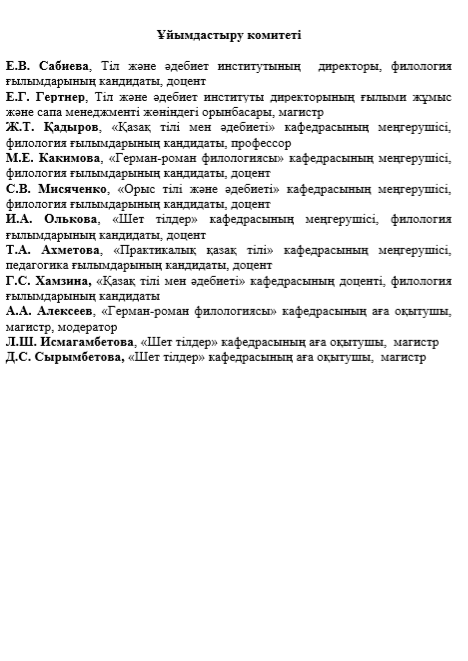 Ұйымдастыру комитеті
Е.В. Сабиева, Тіл және әдебиет институтының директоры, филология
ғылымдарының кандидаты, доцент
Е.Г. Гертнер, Тіл және әдебиет институты директорының ғылыми жұмыс
және сапа менеджменті жөніндегі орынбасары, магистр
Ж.Т. Қадыров, «Қазақ тілі мен әдебиеті» кафедрасының меңгерушісі,
филология ғылымдарының кандидаты, профессор
М.Е. Какимова, «Герман-роман филологиясы» кафедрасының меңгерушісі,
филология ғылымдарының кандидаты, доцент
С.В. Мисяченко, «Орыс тілі және әдебиеті» кафедрасының меңгерушісі,
филология ғылымдарының кандидаты, доцент
И.А. Олькова, «Шет тілдер» кафедрасының меңгерушісі, филология
ғылымдарының кандидаты, доцент
Т.А. Ахметова, «Практикалық қазақ тілі» кафедрасының меңгерушісі,
педагогика ғылымдарының кандидаты, доцент
Г.С. Хамзина, «Қазақ тілі мен әдебиеті» кафедрасының доценті, филология
ғылымдарының кандидаты
А.А. Алексеев, «Герман-роман филологиясы» кафедрасының аға оқытушы,
магистр, модератор
Л.Ш. Исмагамбетова, «Шет тілдер» кафедрасының аға оқытушы, магистр
Д.С. Сырымбетова, «Шет тілдер» кафедрасының аға оқытушы, магистр